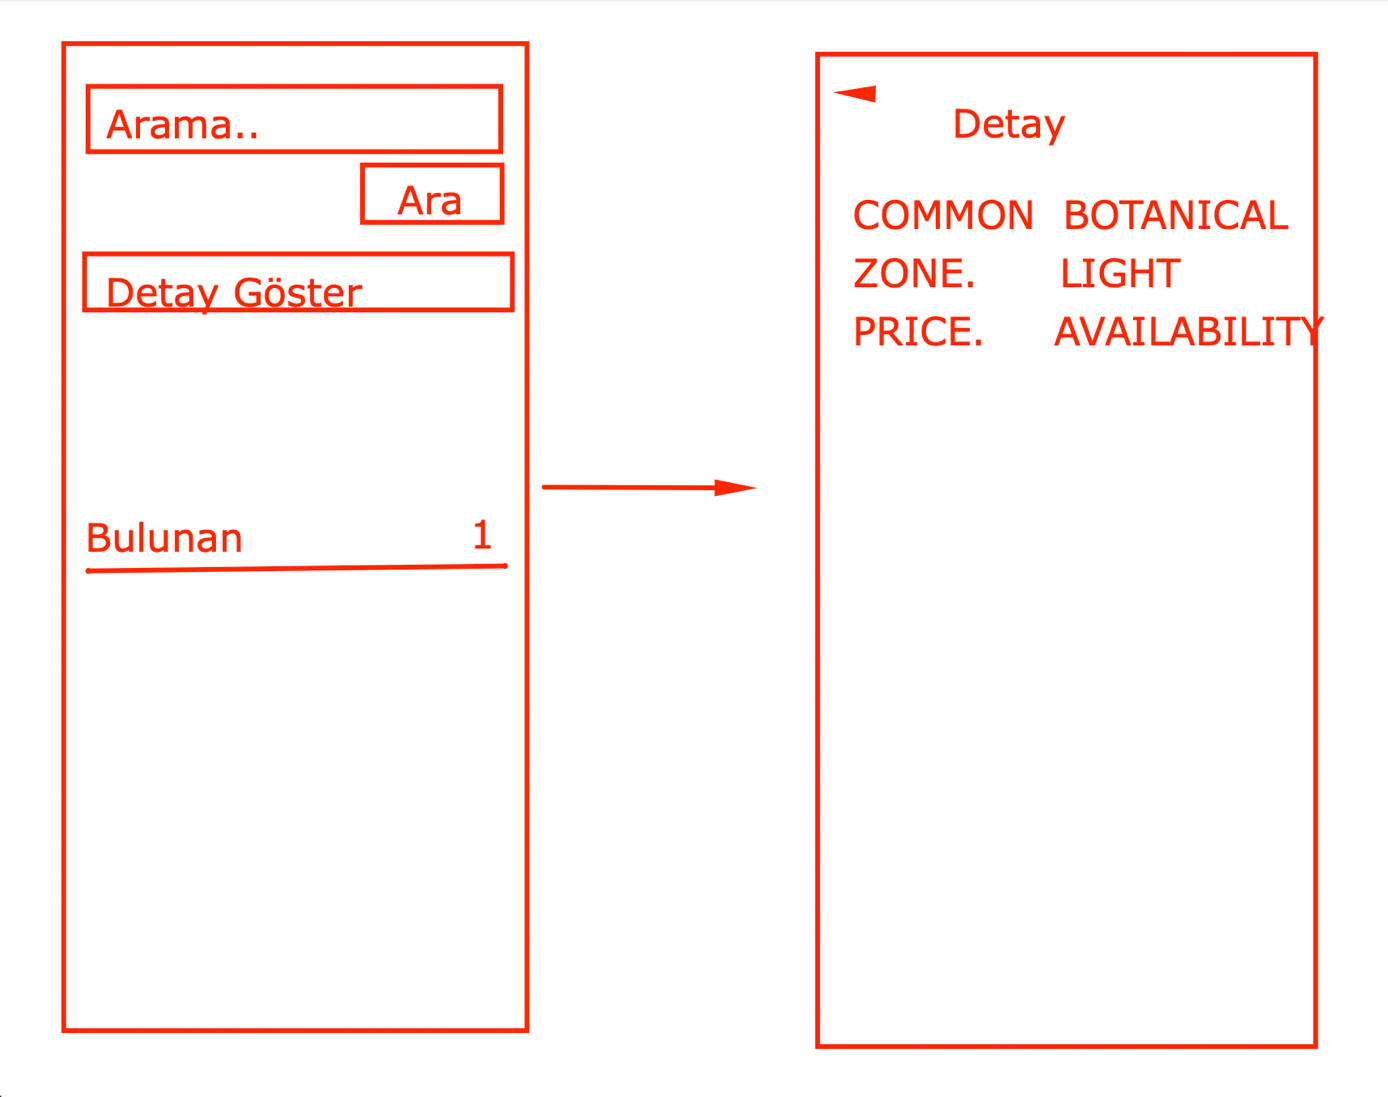 Arama..
Ara
Detay Göster
Bulunan 1
Detay
COMMON BOTANICAL
ZONE. LIGHT
PRICE. AVAILABILITY